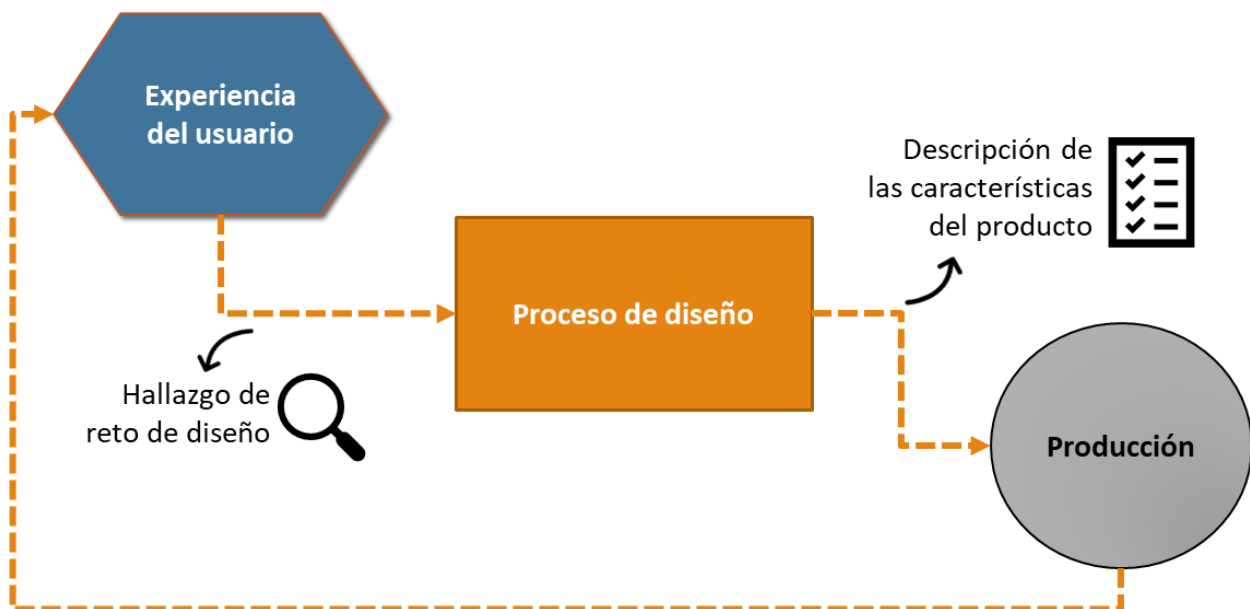 Experiencia
del usuario
Descripción de
las características
del producto
Proceso de diseño
Hallazgo de
reto de diseño
Producción